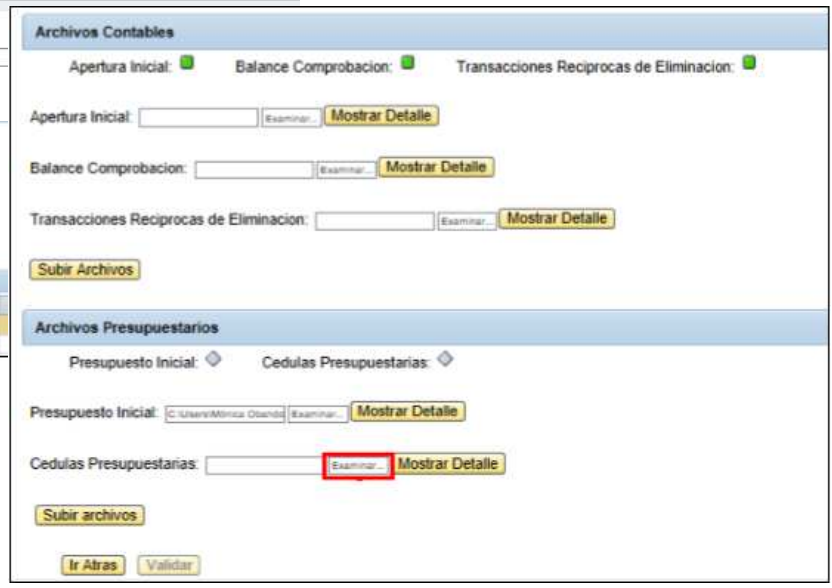 Archivos Contables
Apertura Inicial: Balance Comprobacion: Transacciones Reciprocas de Eliminacion:
Apertura Inicial: Examinar... Mostrar Detalle
Balance Comprobacion: Examinar... Mostrar Detalle
Transacciones Reciprocas de Eliminacion: Examinar... Mostrar Detalle
Subir Archivos
Archivos Presupuestarios
Presupuesto Inicial: Cedulas Presupuestarias:
Presupuesto Inicial: C:\Users\Mónica Obando Examinar... Mostrar Detalle
Cedulas Presupuestarias: Examinar... Mostrar Detalle
Subir archivos
Ir Atras Validar